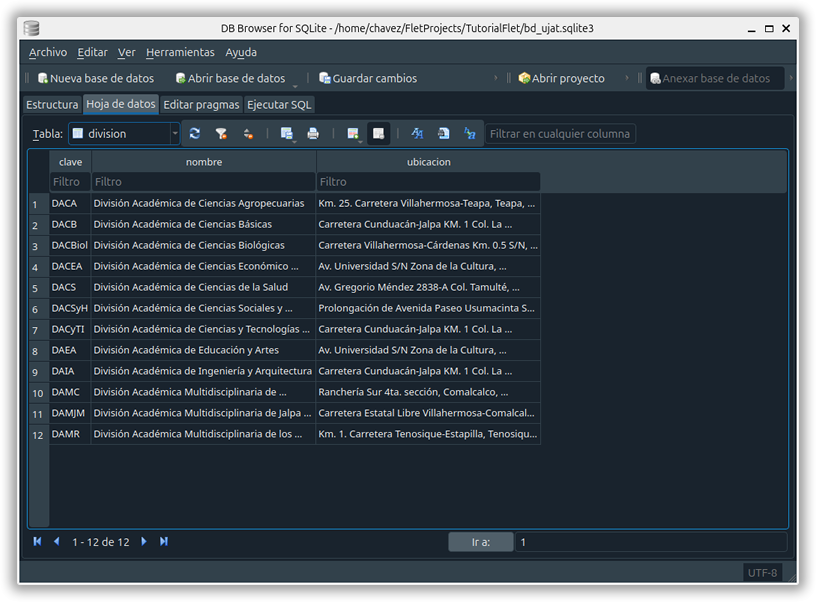 DB Browser for SQLite - /home/chavez/FletProjects/TutorialFlet/bd_ujat.sqlite3
Archivo Editar Ver Herramientas Ayuda
Nueva base de datos Abrir base de datos Guardar cambios Abrir proyecto Anexar base de datos
Estructura Hoja de datos Editar pragmas Ejecutar SQL
Tabla: division Filtrar en cualquier columna
clave nombre ubicacion
Filtro Filtro Filtro
1 DACA División Académica de Ciencias Agropecuarias Km. 25. Carretera Villahermosa-Teapa, Teapa, ...
2 DACB División Académica de Ciencias Básicas Carretera Cunduacán-Jalpa KM. 1 Col. La ...
3 DACBiol División Académica de Ciencias Biológicas Carretera Villahermosa-Cárdenas Km. 0.5 S/N, ...
4 DACEA División Académica de Ciencias Económico ... Av. Universidad S/N Zona de la Cultura, ...
5 DACS División Académica de Ciencias de la Salud Av. Gregorio Méndez 2838-A Col. Tamulté, ...
6 DACSyH División Académica de Ciencias Sociales y ... Prolongación de Avenida Paseo Usumacinta S...
7 DACyTI División Académica de Ciencias y Tecnologías ... Carretera Cunduacán-Jalpa KM. 1 Col. La ...
8 DAEA División Académica de Educación y Artes Av. Universidad S/N Zona de la Cultura, ...
9 DAIA División Académica de Ingeniería y Arquitectura Carretera Cunduacán-Jalpa KM. 1 Col. La ...
10 DAMC División Académica Multidisciplinaria de ... Ranchería Sur 4ta. sección, Comalcalco, ...
11 DAMJM División Académica Multidisciplinaria de Jalpa ... Carretera Estatal Libre Villahermosa-Comalcal...
12 DAMR División Académica Multidisciplinaria de los ... Km. 1. Carretera Tenosique-Estapilla, Tenosiqu...
1 - 12 de 12 Ir a: 1
UTF-8